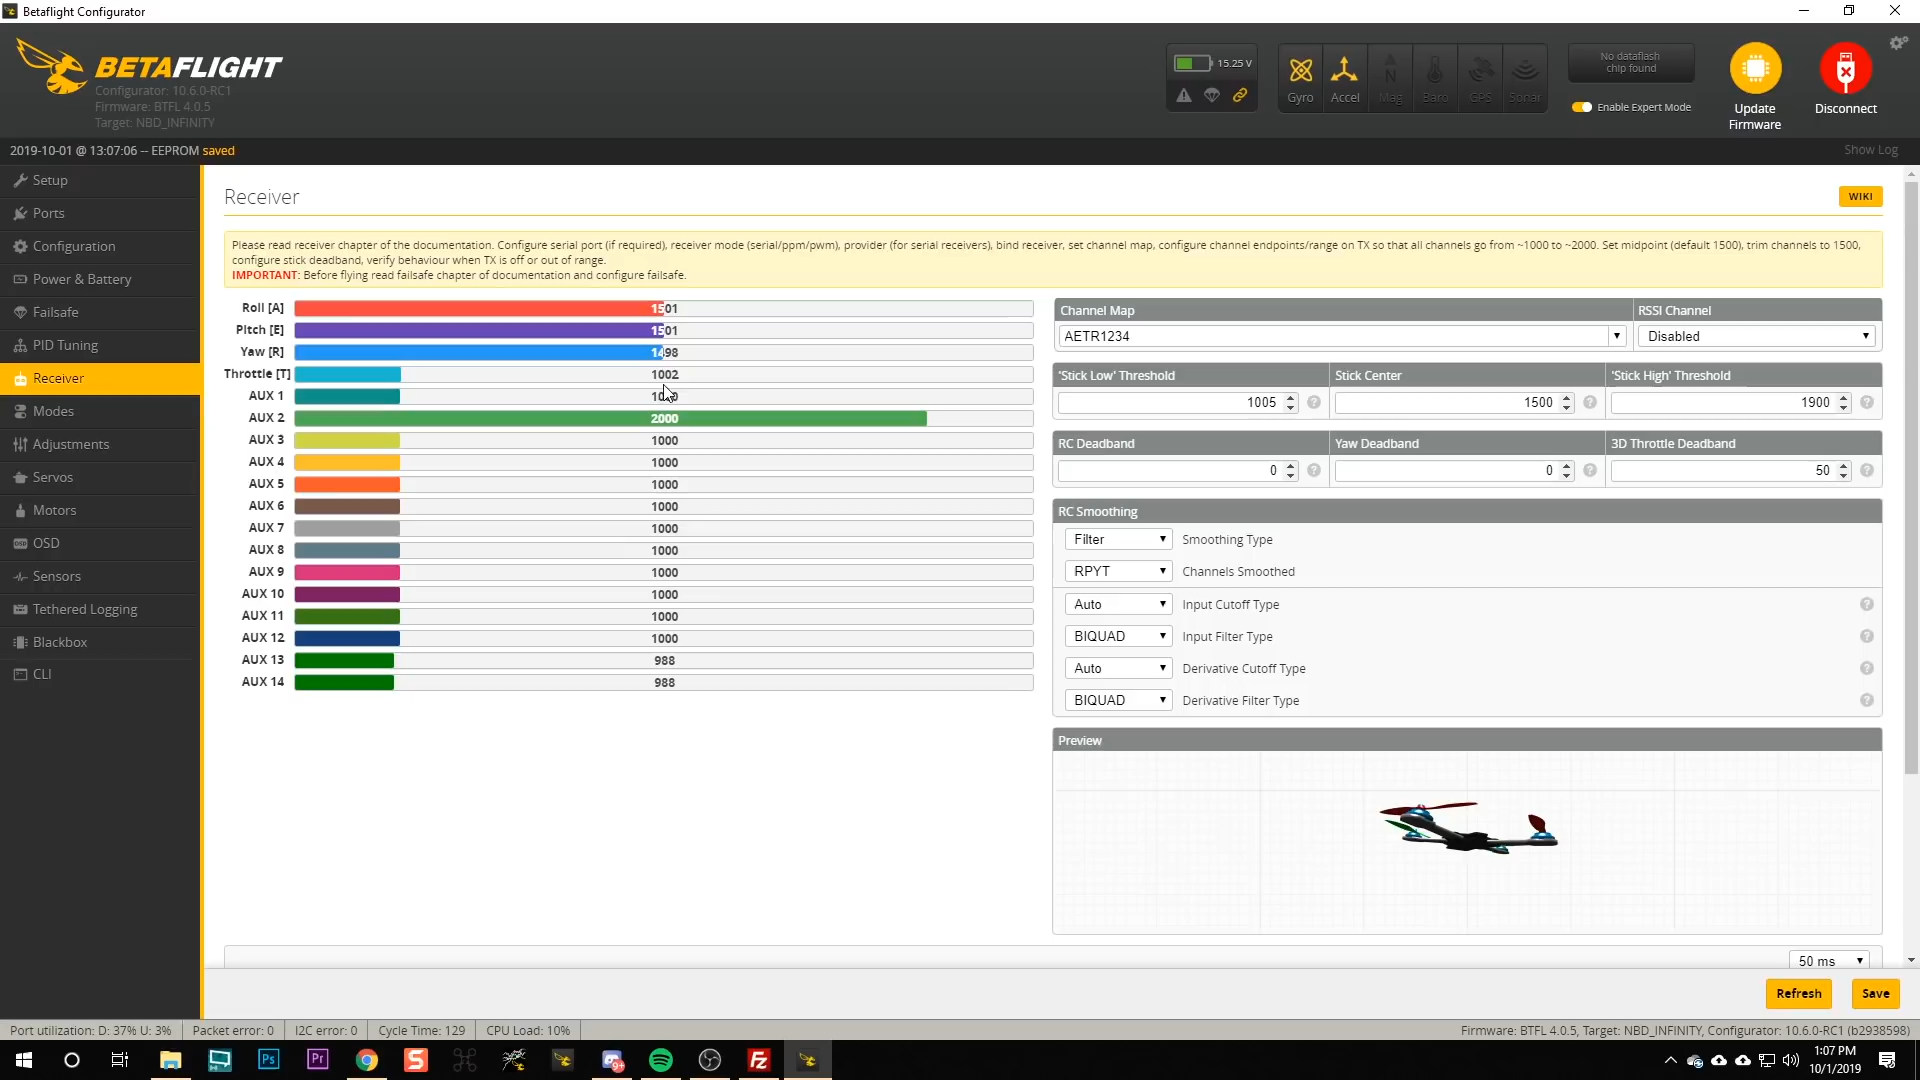 Betaflight Configurator
BETAFLIGHT
Configurator: 10.6.0-RC1
Firmware: BTFL 4.0.5
Target: NBD_INFINITY
15.25 V
Gyro
Accel
Mag
Baro
GPS
Sonar
No dataflash
chip found
Enable Expert Mode
Update
Firmware
Disconnect
2019-10-01 @ 13:07:06 -- EEPROM saved
Show Log
Setup
Ports
Configuration
Power & Battery
Failsafe
PID Tuning
Receiver
Modes
Adjustments
Servos
Motors
OSD
Sensors
Tethered Logging
Blackbox
CLI
Receiver
WIKI
Please read receiver chapter of the documentation. Configure serial port (if required), receiver mode (serial/ppm/pwm), provider (for serial receivers), bind receiver, set channel map, configure channel endpoints/range on TX so that all channels go from ~1000 to ~2000. Set midpoint (default 1500), trim channels to 1500,
configure stick deadband, verify behaviour when TX is off or out of range.
IMPORTANT: Before flying read failsafe chapter of documentation and configure failsafe.
Roll [A] 1501
Pitch [E] 1501
Yaw [R] 1498
Throttle [T] 1002
AUX 1
AUX 2 2000
AUX 3 1000
AUX 4 1000
AUX 5 1000
AUX 6 1000
AUX 7 1000
AUX 8 1000
AUX 9 1000
AUX 10 1000
AUX 11 1000
AUX 12 1000
AUX 13 988
AUX 14 988
Channel Map RSSI Channel
AETR1234 Disabled
'Stick Low' Threshold Stick Center 'Stick High' Threshold
1005 1500 1900
RC Deadband Yaw Deadband 3D Throttle Deadband
0 0 50
RC Smoothing
Filter Smoothing Type
RPYT Channels Smoothed
Auto Input Cutoff Type
BIQUAD Input Filter Type
Auto Derivative Cutoff Type
BIQUAD Derivative Filter Type
Preview
50 ms
Refresh Save
Port utilization: D: 37% U: 3% Packet error: 0 I2C error: 0 Cycle Time: 129 CPU Load: 10% Firmware: BTFL 4.0.5, Target: NBD_INFINITY, Configurator: 10.6.0-RC1 (b2938598)
Ps
Pr
S
9+
Fz
1:07 PM
10/1/2019